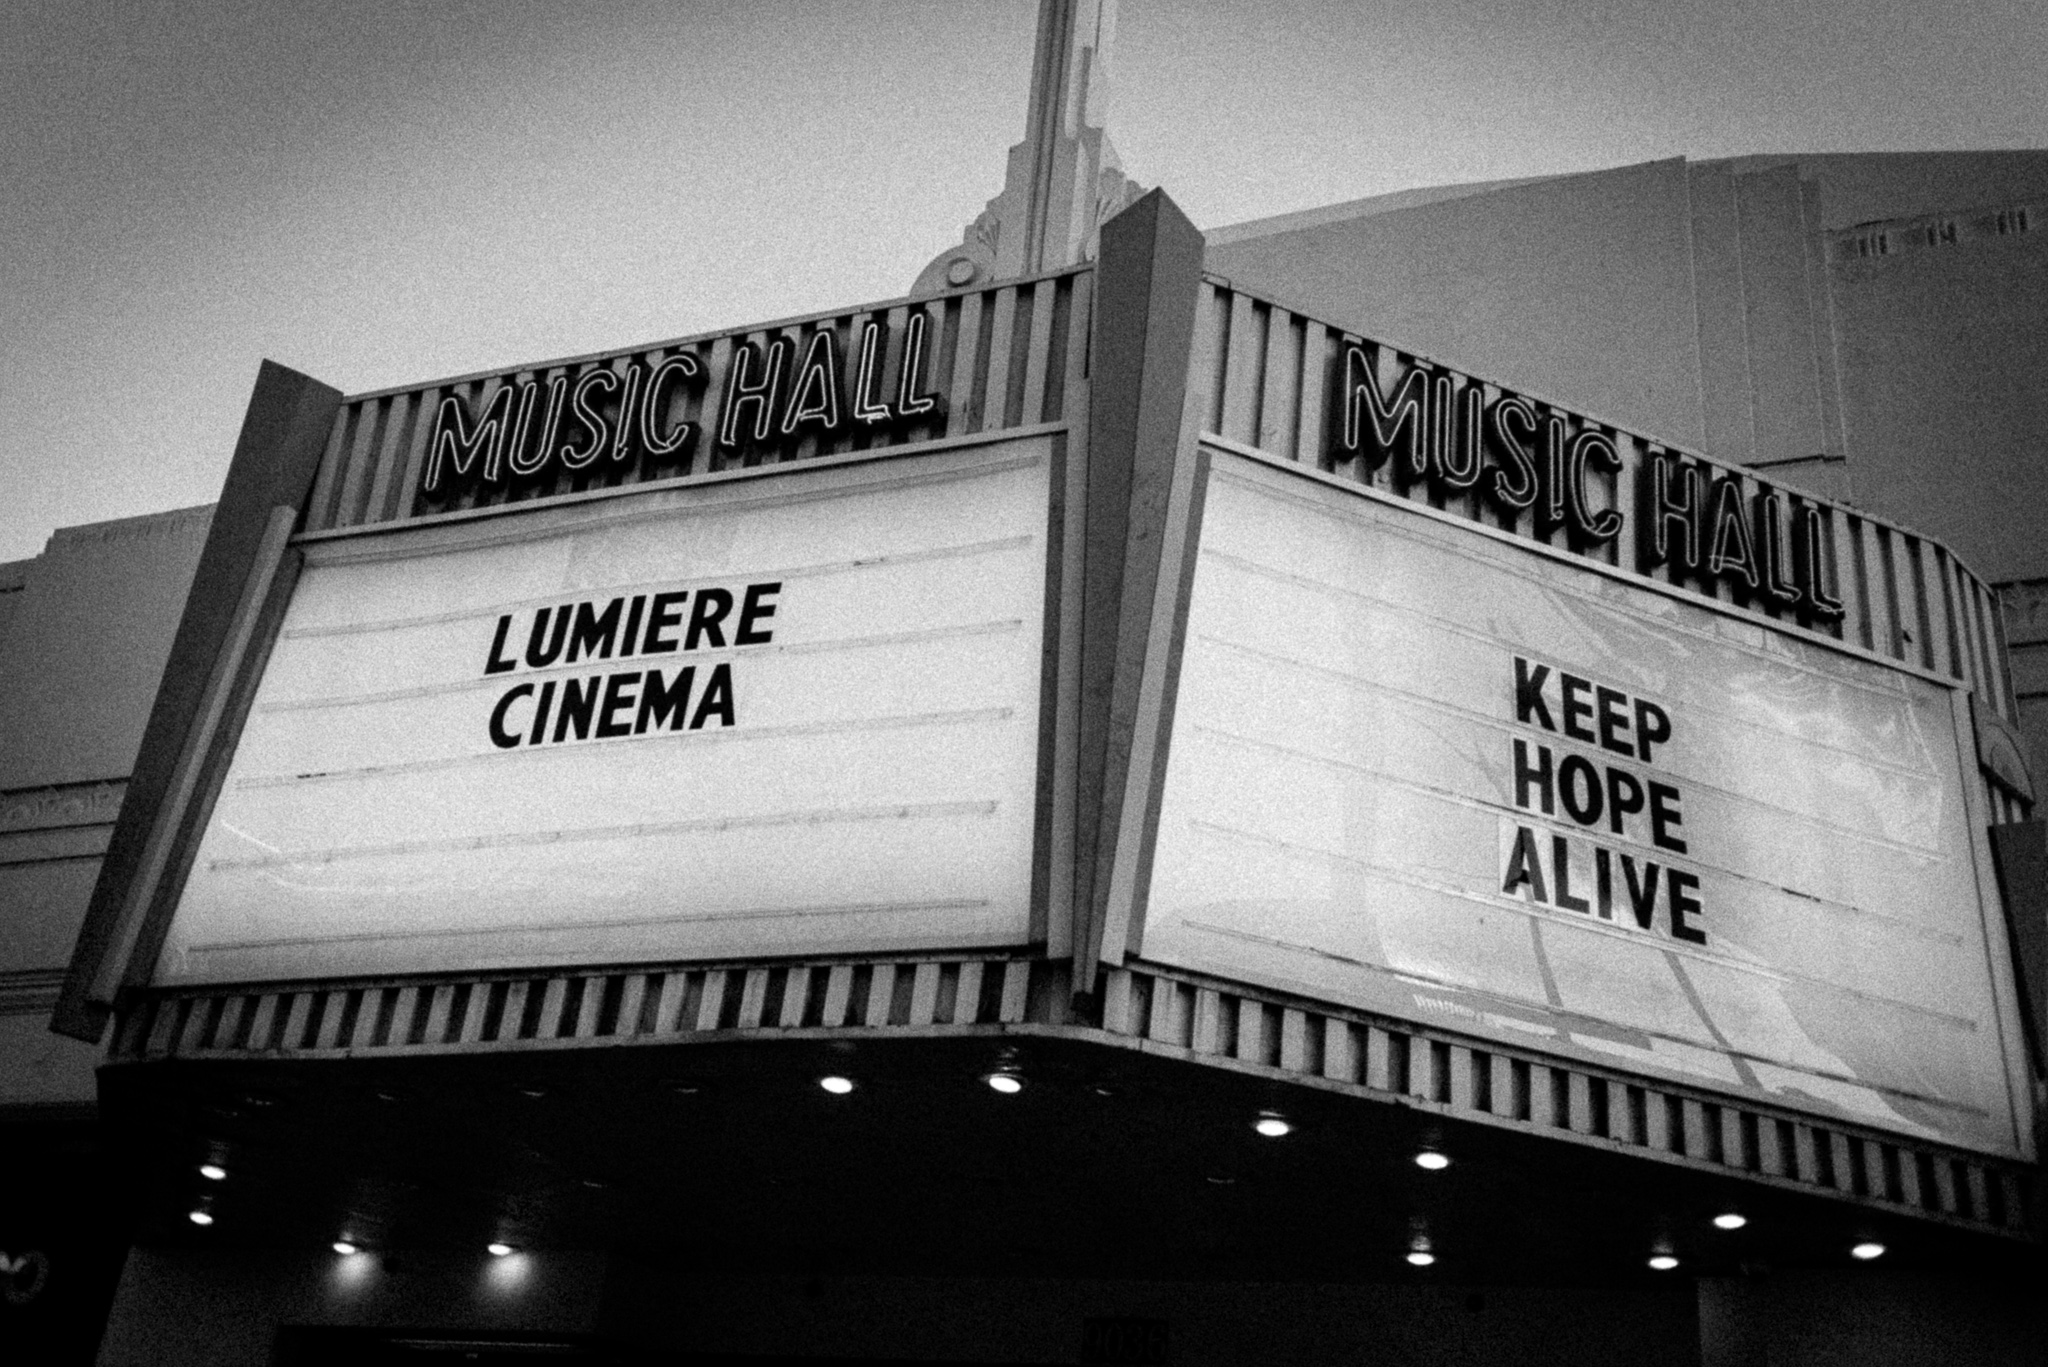 MUSIC HALL
LUMIERE
CINEMA
MUSIC HALL
KEEP
HOPE
ALIVE